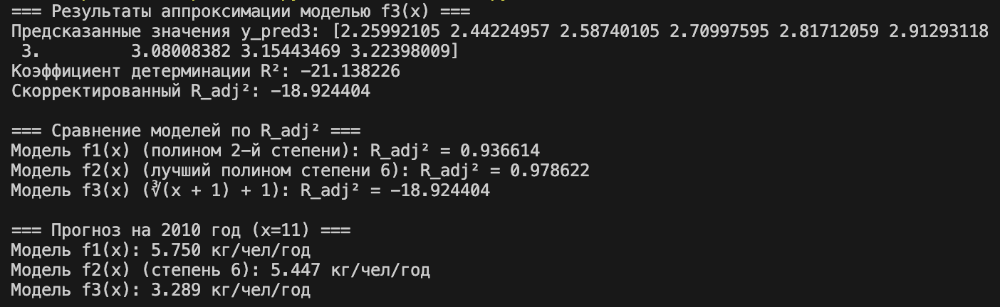 === Результаты аппроксимации моделью f3(x) ===
Предсказанные значения y_pred3: [2.25992105 2.44224957 2.58740105 2.70997595 2.81712059 2.91293118
 3.         3.08008382 3.15443469 3.22398009]
Коэффициент детерминации R²: -21.138226
Скорректированный R_adj²: -18.924404

=== Сравнение моделей по R_adj² ===
Модель f1(x) (полином 2-й степени): R_adj² = 0.936614
Модель f2(x) (лучший полином степени 6): R_adj² = 0.978622
Модель f3(x) (∛(x + 1) + 1): R_adj² = -18.924404

=== Прогноз на 2010 год (x=11) ===
Модель f1(x): 5.750 кг/чел/год
Модель f2(x) (степень 6): 5.447 кг/чел/год
Модель f3(x): 3.289 кг/чел/год